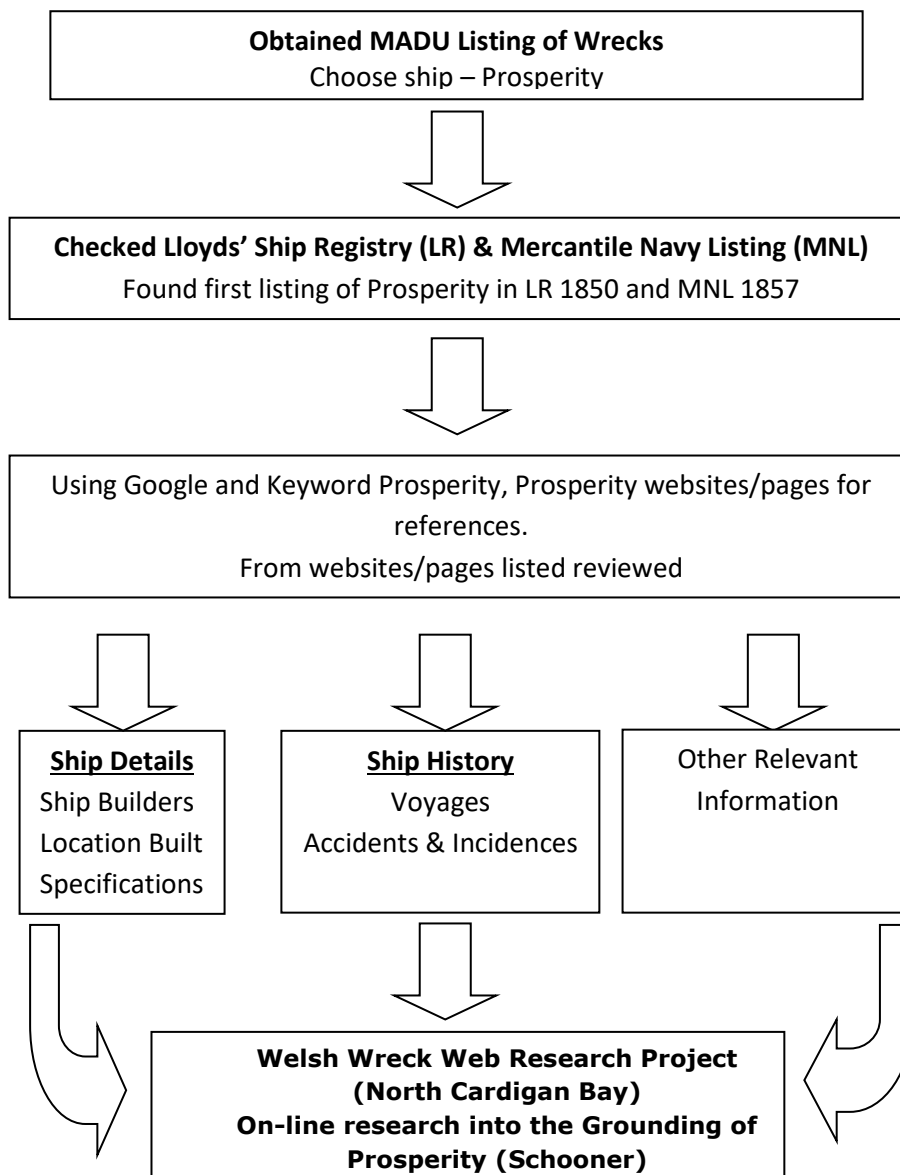 Obtained MADU Listing of Wrecks
Choose ship – Prosperity
Checked Lloyds’ Ship Registry (LR) & Mercantile Navy Listing (MNL)
Found first listing of Prosperity in LR 1850 and MNL 1857
Using Google and Keyword Prosperity, Prosperity websites/pages for
references.
From websites/pages listed reviewed
Ship Details
Ship Builders
Location Built
Specifications
Ship History
Voyages
Accidents & Incidences
Other Relevant
Information
Welsh Wreck Web Research Project
(North Cardigan Bay)
On-line research into the Grounding of
Prosperity (Schooner)